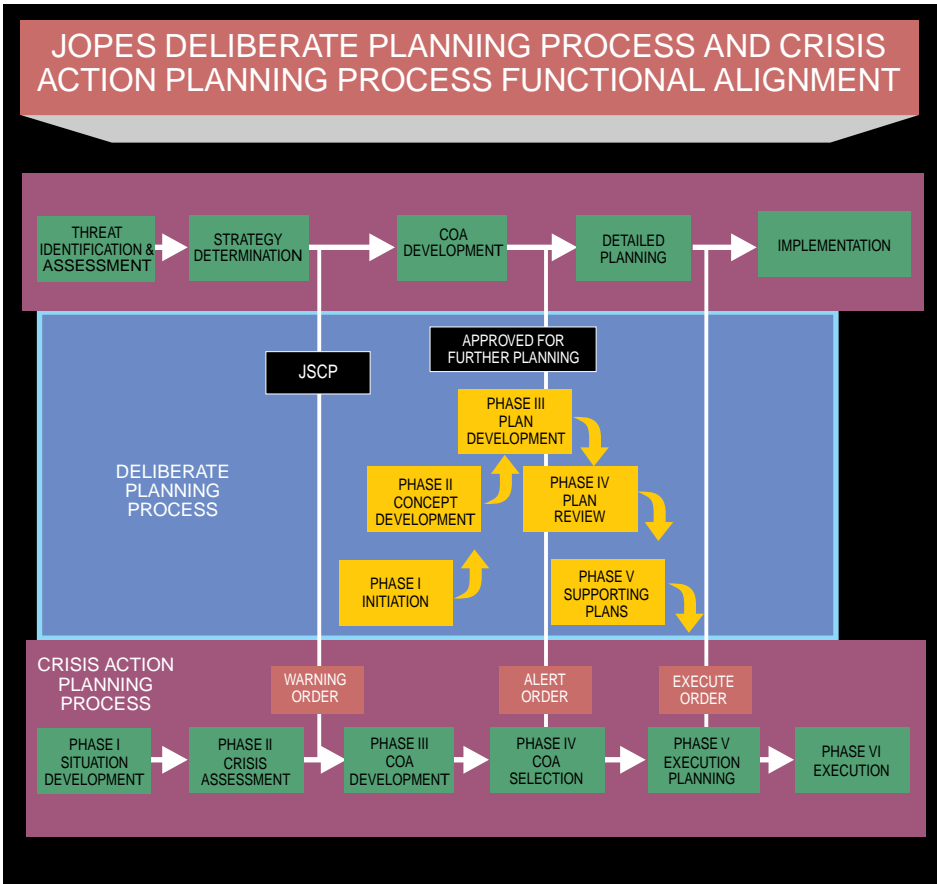 JOPES DELIBERATE PLANNING PROCESS AND CRISIS
ACTION PLANNING PROCESS FUNCTIONAL ALIGNMENT
THREAT
IDENTIFICATION &
ASSESSMENT
STRATEGY
DETERMINATION
COA
DEVELOPMENT
DETAILED
PLANNING
IMPLEMENTATION
JSCP
APPROVED FOR
FURTHER PLANNING
DELIBERATE
PLANNING
PROCESS
PHASE III
PLAN
DEVELOPMENT
PHASE II
CONCEPT
DEVELOPMENT
PHASE IV
PLAN
REVIEW
PHASE I
INITIATION
PHASE V
SUPPORTING
PLANS
CRISIS ACTION
PLANNING
PROCESS
WARNING
ORDER
ALERT
ORDER
EXECUTE
ORDER
PHASE I
SITUATION
DEVELOPMENT
PHASE II
CRISIS
ASSESSMENT
PHASE III
COA
DEVELOPMENT
PHASE IV
COA
SELECTION
PHASE V
EXECUTION
PLANNING
PHASE VI
EXECUTION